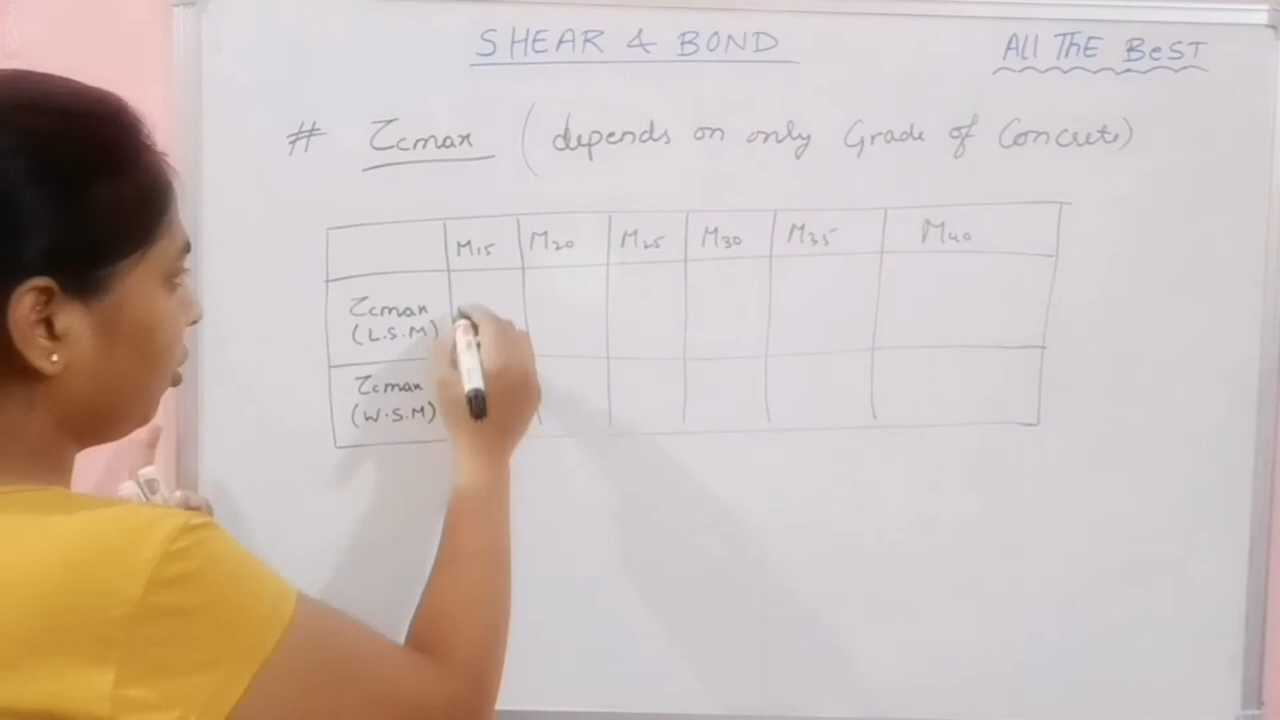 SHEAR & BOND
All ThE BeST
# τcmax (depends on only Grade of Concrete)
M15 M20 M25 M30 M35 M40
τcmax
(L.S.M)
τcmax
(W.S.M)